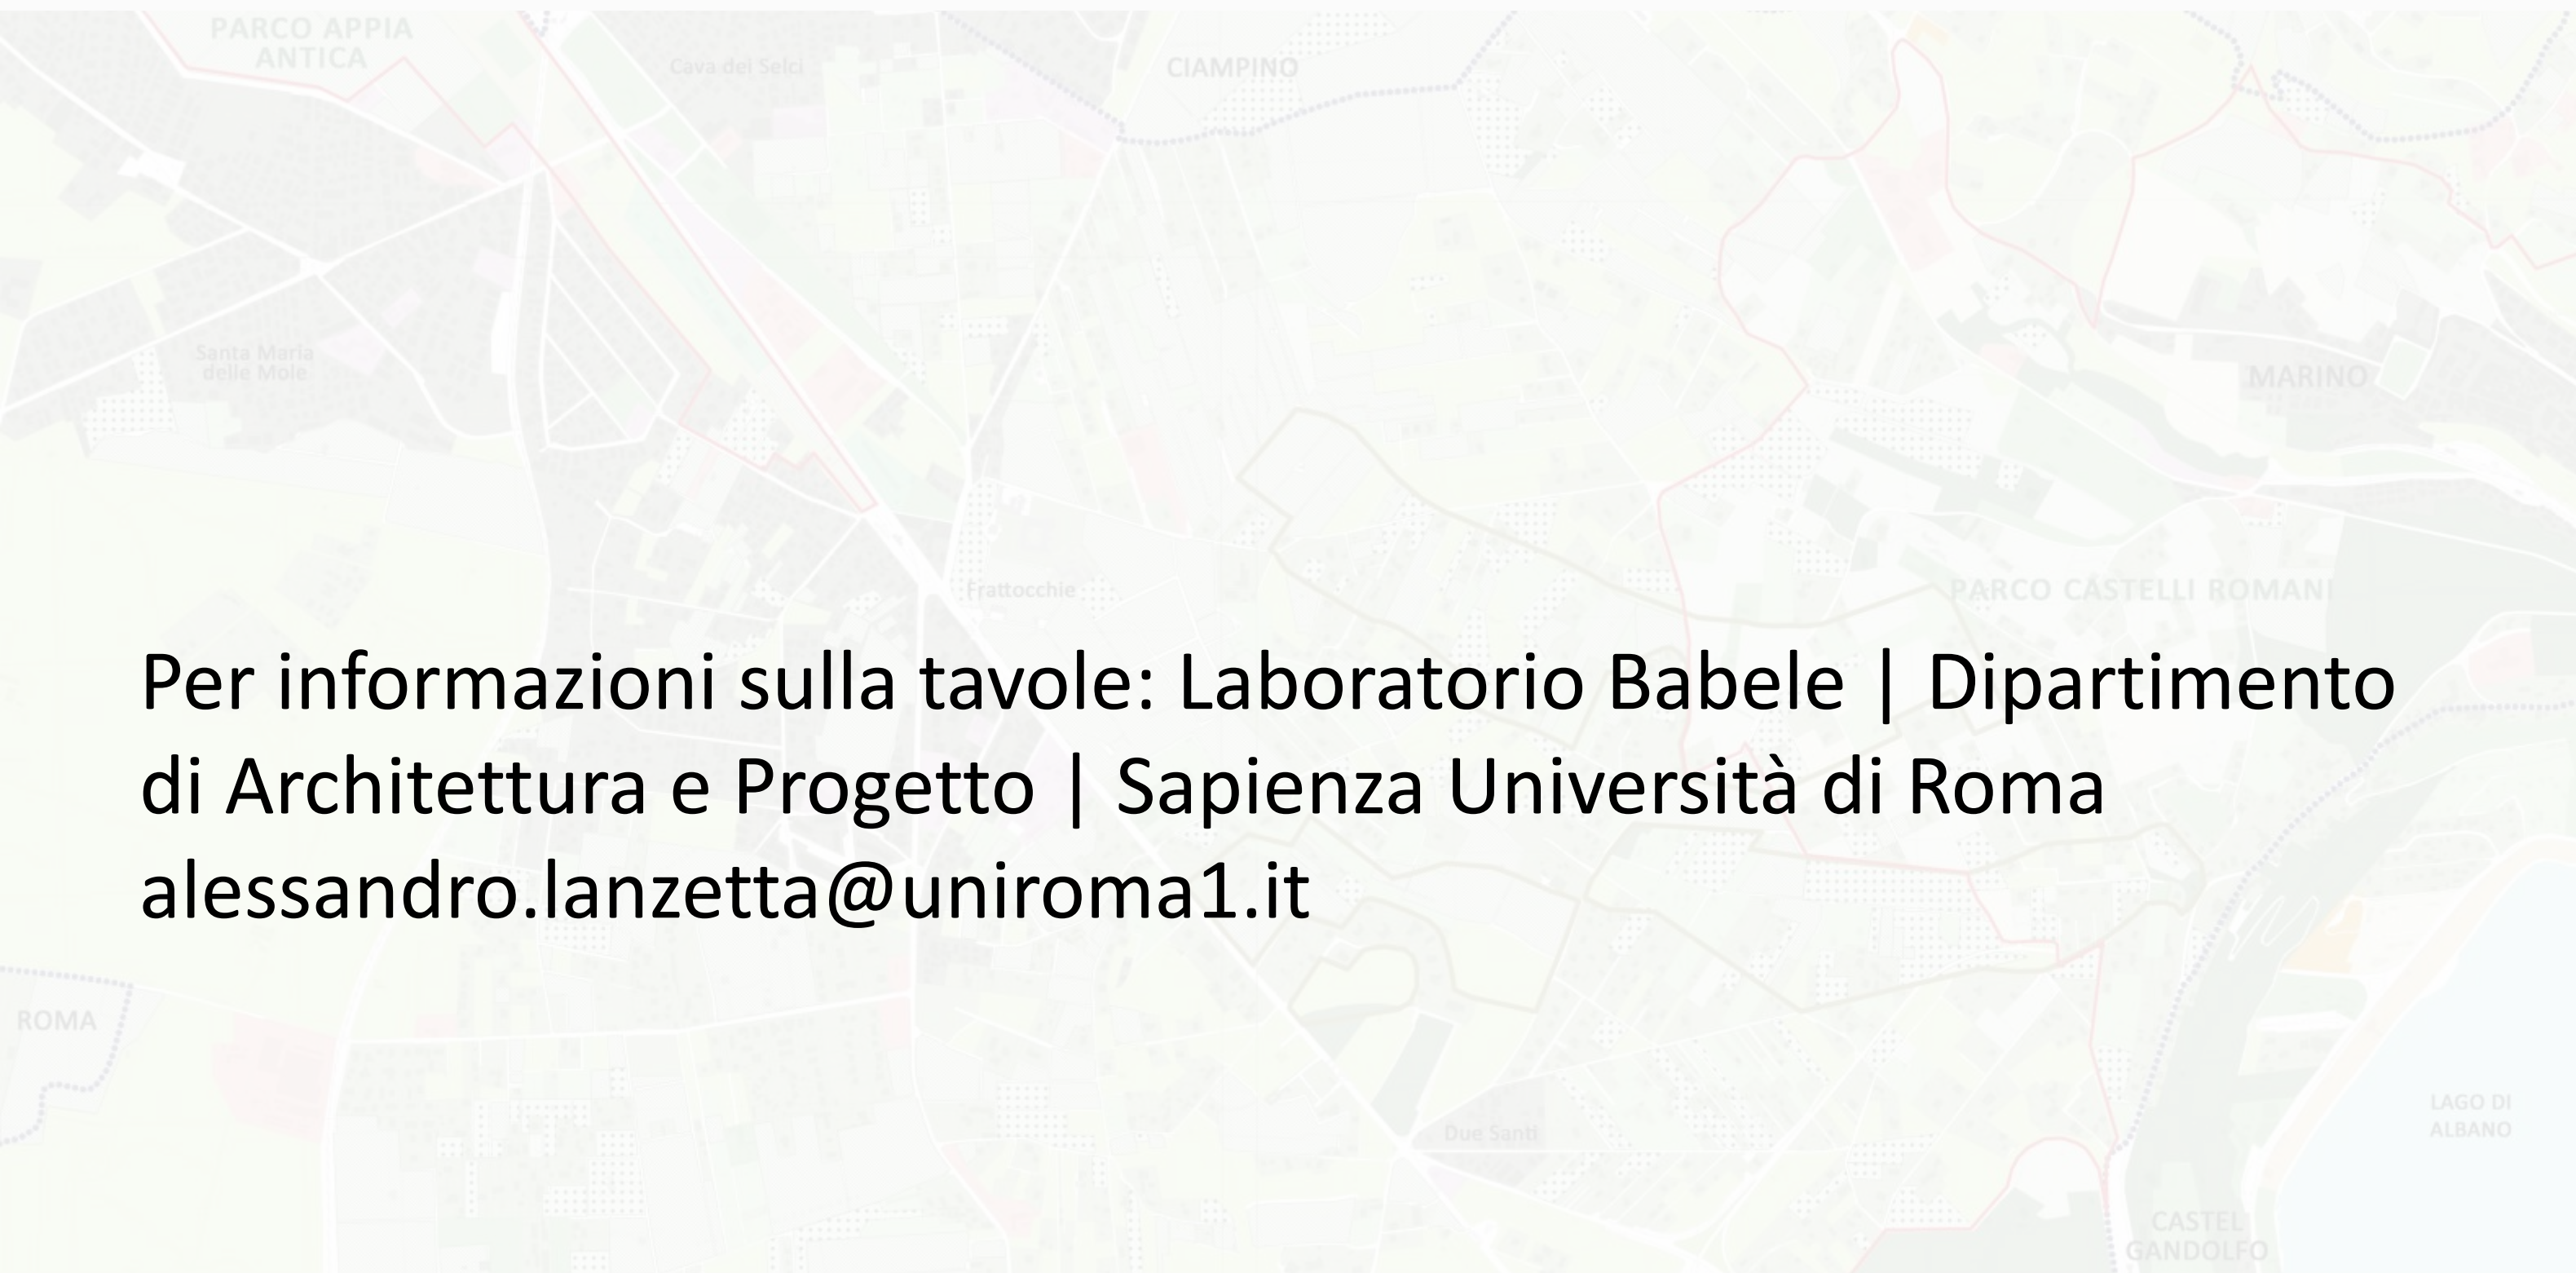 PARCO APPIA
ANTICA
Cava dei Selci
CIAMPINO
Santa Maria
delle Mole
MARINO
Frattocchie
PARCO CASTELLI ROMANI
Per informazioni sulla tavole: Laboratorio Babele | Dipartimento
di Architettura e Progetto | Sapienza Università di Roma
alessandro.lanzetta@uniroma1.it
ROMA
LAGO DI
ALBANO
Due Santi
CASTEL
GANDOLFO